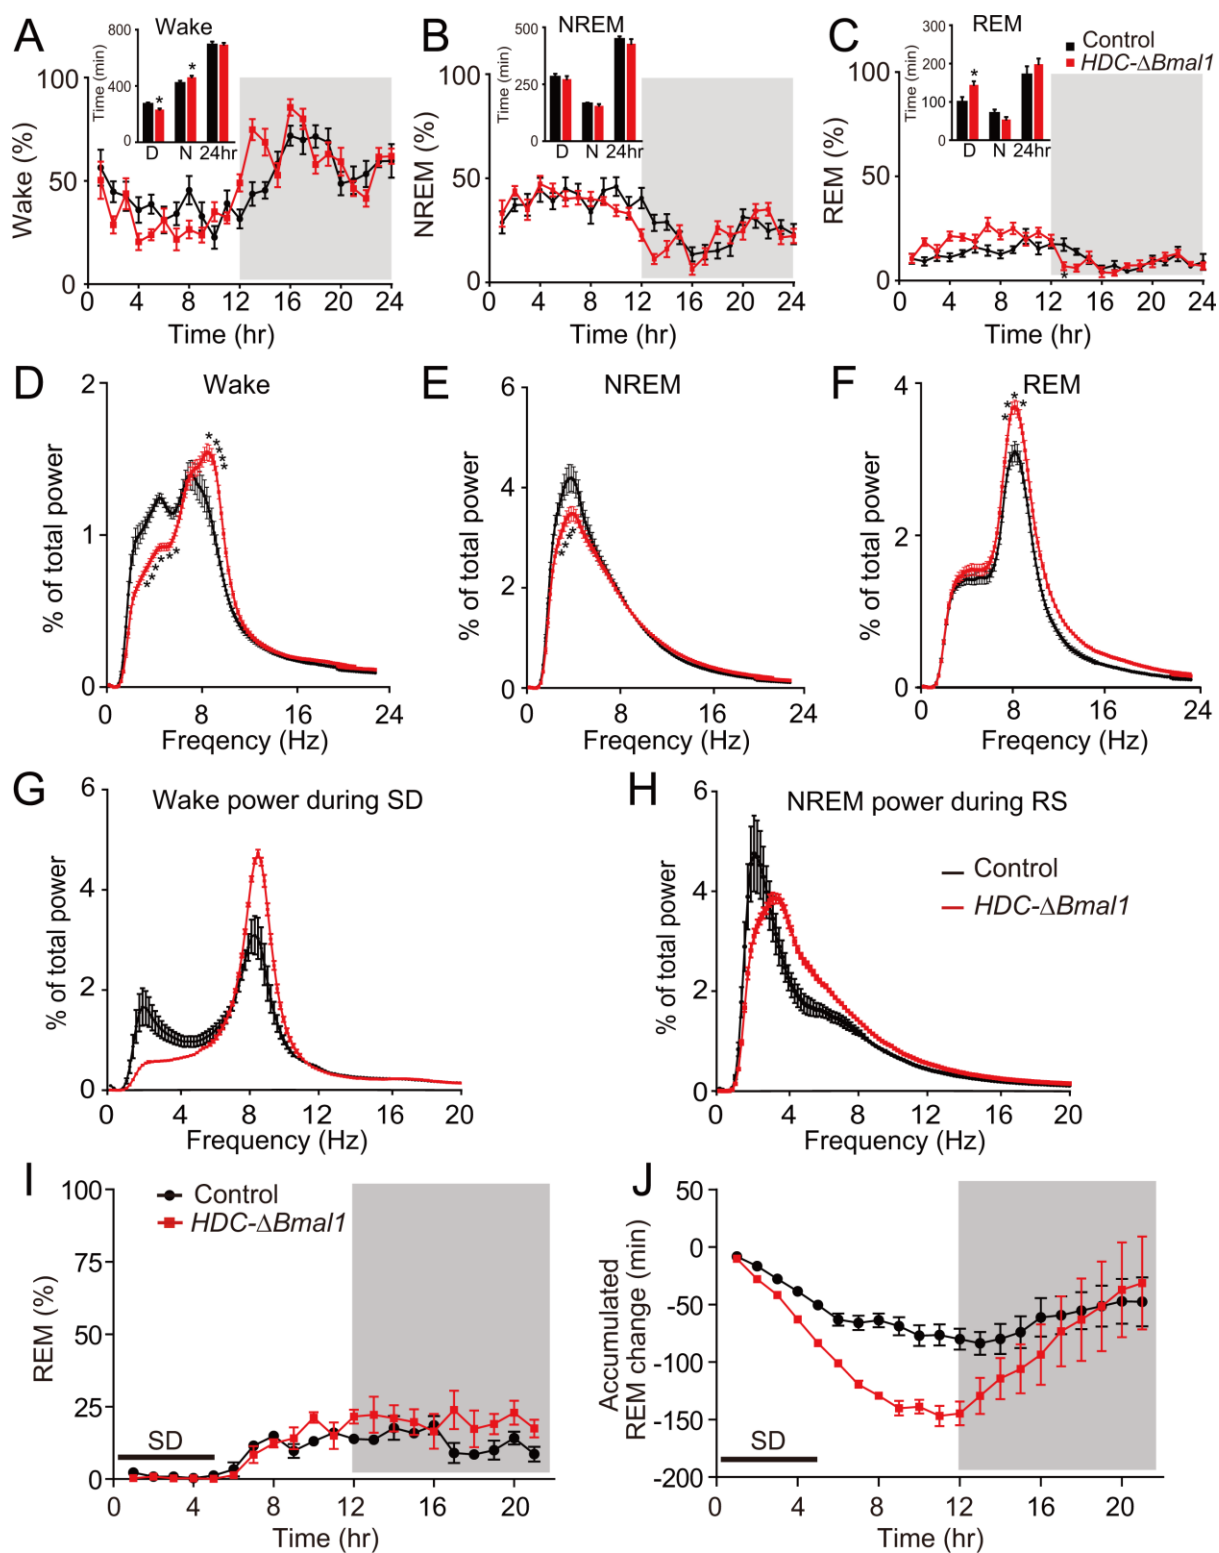 A
Wake
Time (min)
800
400
0
*
*
D N 24hr
Wake (%)
100
50
0
0 4 8 12 16 20 24
Time (hr)
B
NREM
Time (min)
500
250
0
D N 24hr
NREM (%)
100
50
0
0 4 8 12 16 20 24
Time (hr)
C
REM
Time (min)
300
200
100
0
*
D N 24hr
Control
HDC-ΔBmal1
REM (%)
100
50
0
*
0 4 8 12 16 20 24
Time (hr)
D
Wake
% of total power
2
1
0
* * * *
* * * * *
0 8 16 24
Freqency (Hz)
E
NREM
% of total power
6
4
2
0
* * *
0 8 16 24
Freqency (Hz)
F
REM
% of total power
4
2
0
* * * *
0 8 16 24
Freqency (Hz)
G
Wake power during SD
% of total power
6
4
2
0
0 4 8 12 16 20
Frequency (Hz)
H
NREM power during RS
Control
HDC-ΔBmal1
% of total power
6
4
2
0
0 4 8 12 16 20
Frequency (Hz)
I
Control
HDC-ΔBmal1
REM (%)
100
75
50
25
0
SD
0 4 8 12 16 20
Time (hr)
J
Accumulated
REM change (min)
50
0
-50
-100
-150
-200
SD
0 4 8 12 16 20
Time (hr)